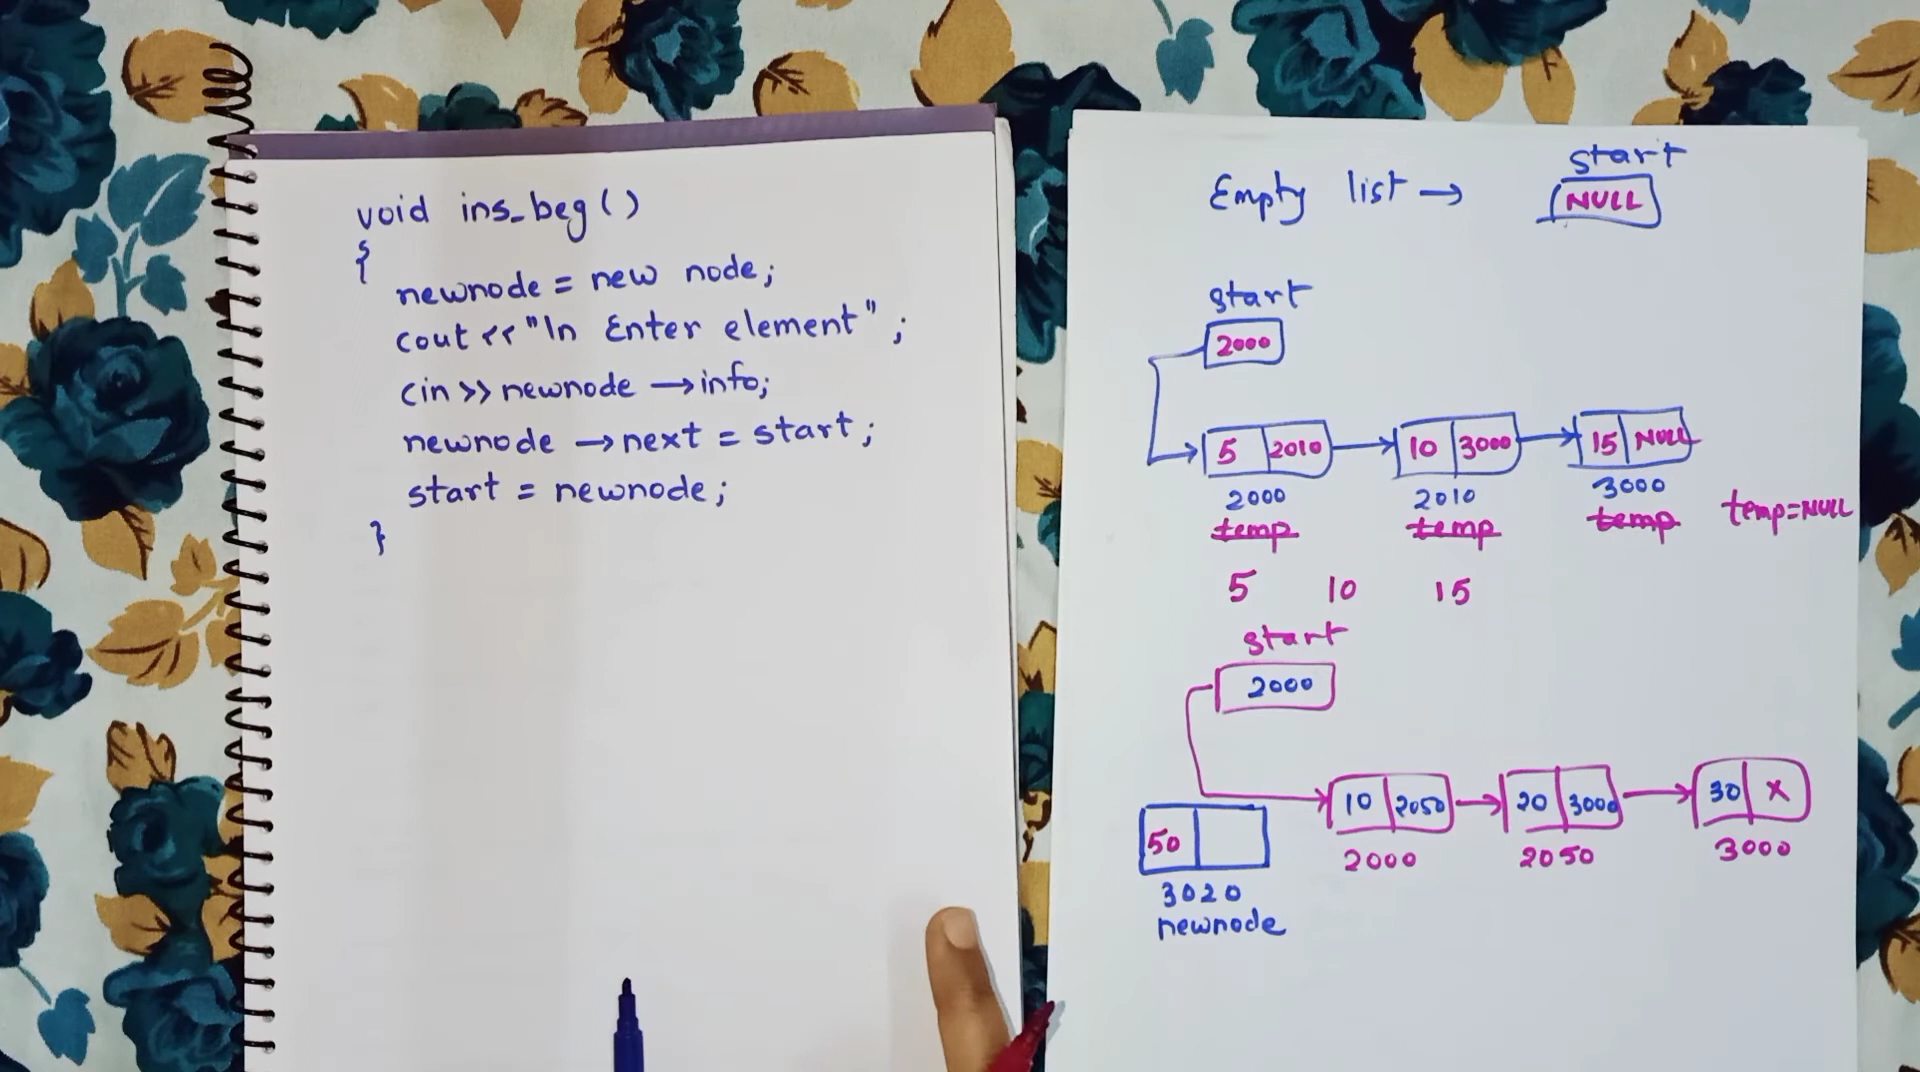 void ins_beg()
{
newnode = new node;
cout << "\n Enter element";
cin >> newnode → info;
newnode → next = start;
start = newnode;
}
start
Empty list → NULL
start
2000
5 2010 → 10 3000 → 15 NULL
2000 2010 3000
temp temp temp temp=NULL
5 10 15
start
2000
10 2050 → 20 3000 → 30 X
50
2000 2050 3000
3020
newnode